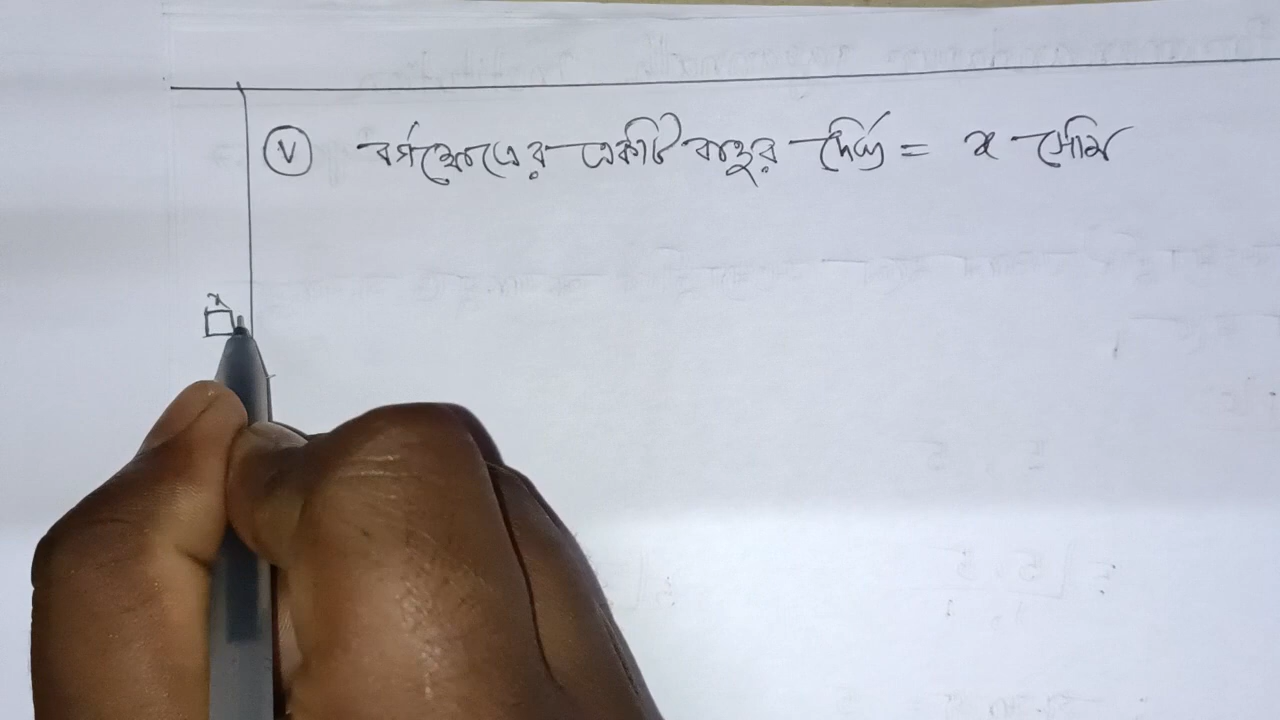 (v) বর্গক্ষেত্রের একটি বাহুর দৈর্ঘ্য = x সেমি
x